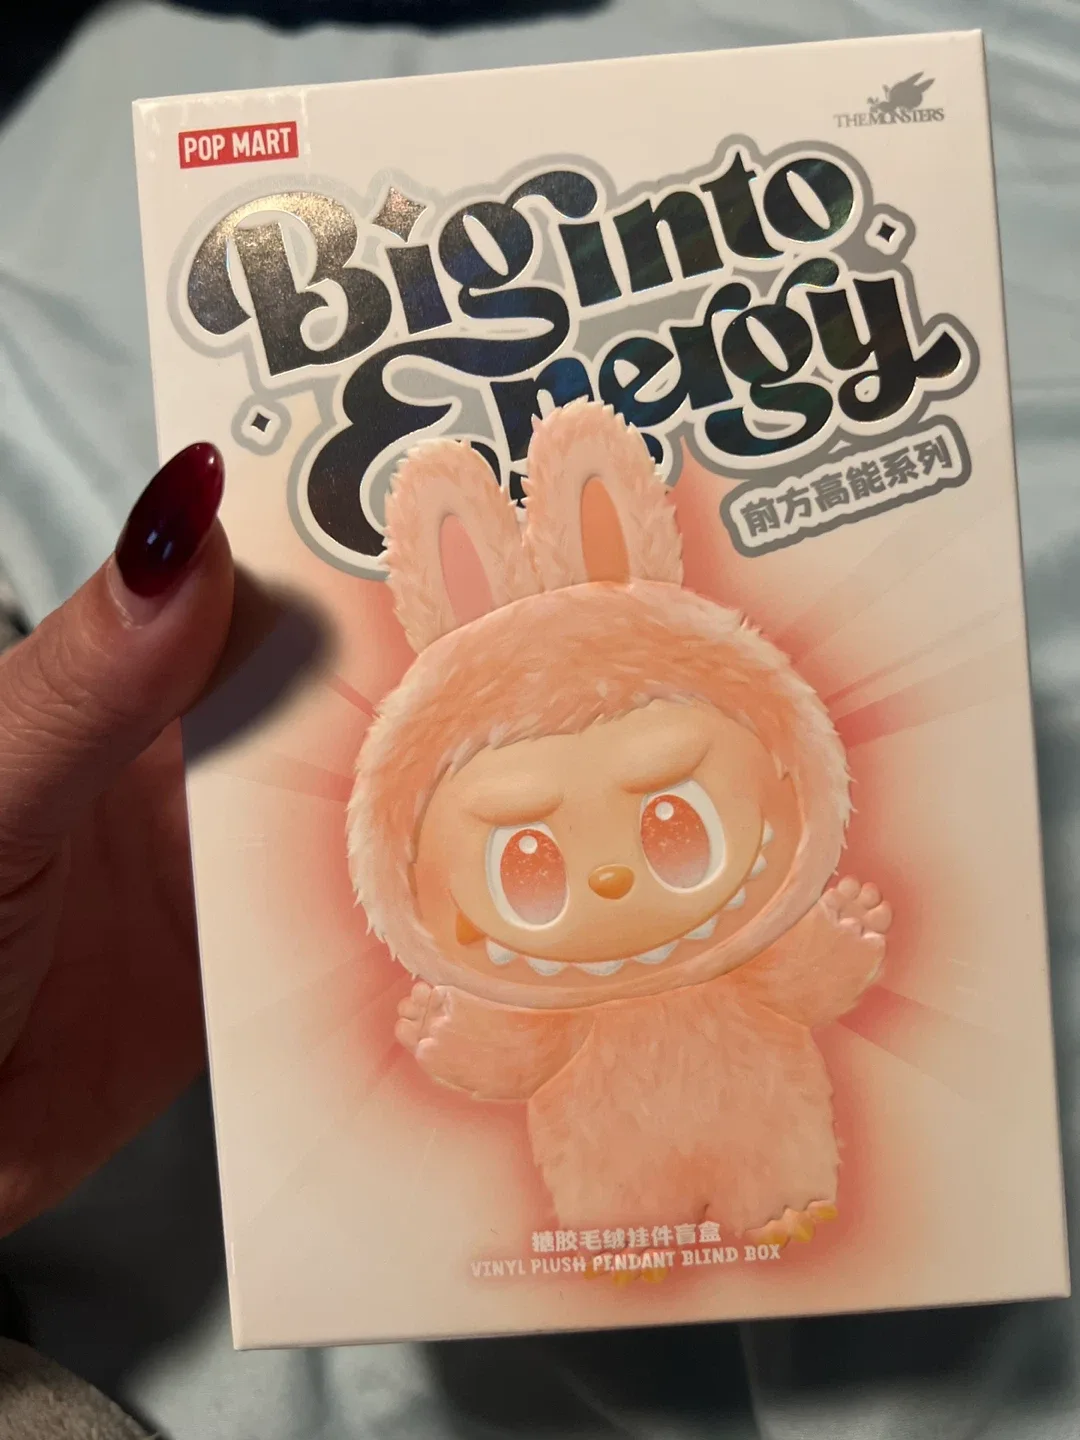 POP MART
THE MONSTERS
Big into
Energy
前方高能系列
搪胶毛绒挂件盲盒
VINYL PLUSH PENDANT BLIND BOX